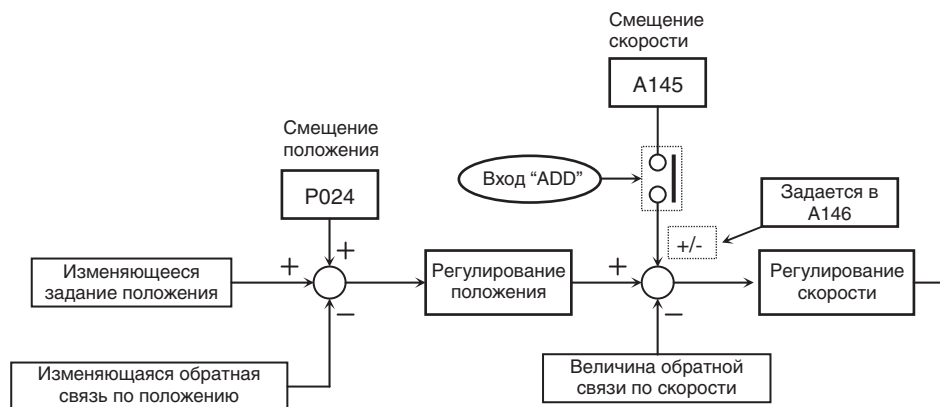 Смещение
скорости
A145
Смещение
положения
Вход “ADD”
Задается в
A146
P024
+/-
+
Изменяющееся
задание положения
+
Регулирование
положения
+
Регулирование
скорости
−
−
Изменяющаяся обратная
связь по положению
Величина обратной
связи по скорости